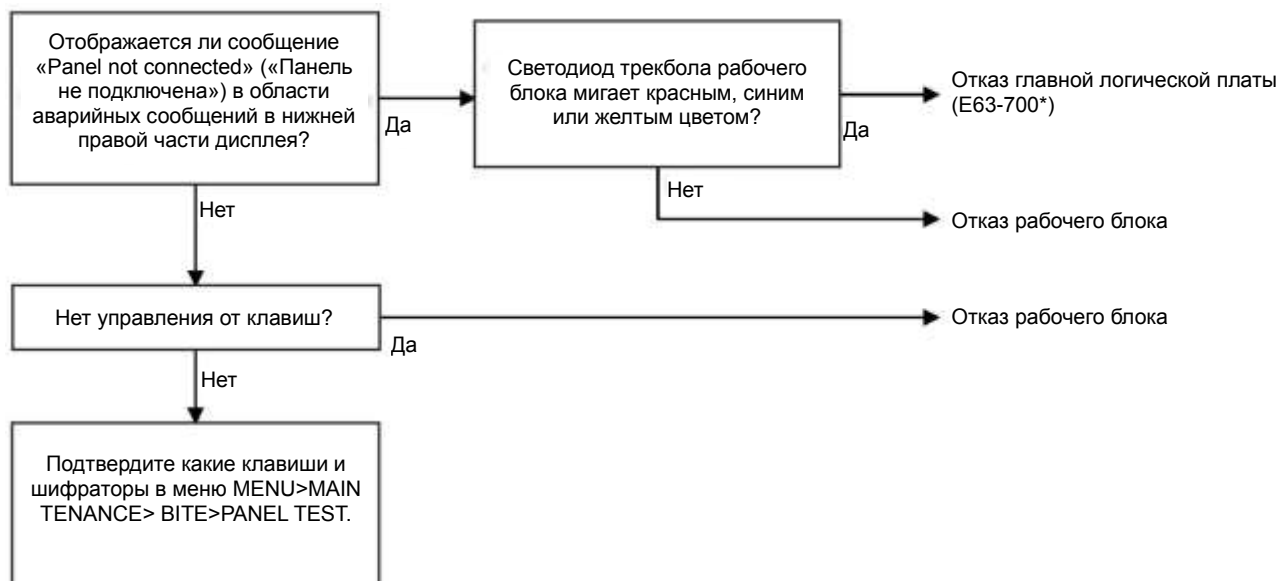 Отображается ли сообщение
«Panel not connected» («Панель
не подключена») в области
аварийных сообщений в нижней
правой части дисплея?
Да
Светодиод трекбола рабочего
блока мигает красным, синим
или желтым цветом?
Да
Отказ главной логической платы
(E63-700*)
Нет
Отказ рабочего блока
Нет
Нет управления от клавиш?
Да
Отказ рабочего блока
Нет
Подтвердите какие клавиши и
шифраторы в меню MENU>MAIN
TENANCE> BITE>PANEL TEST.